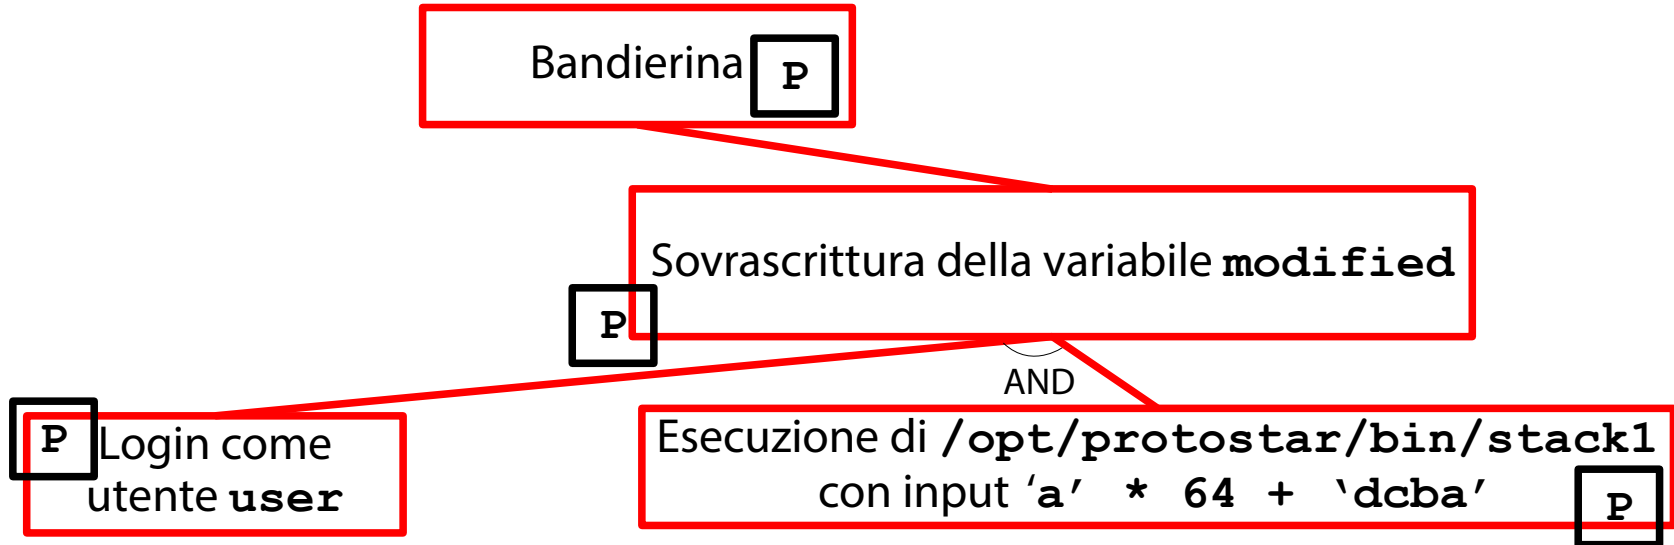 Bandierina P
Sovrascrittura della variabile modified
P
AND
P Login come
utente user
Esecuzione di /opt/protostar/bin/stack1
con input ‘a’ * 64 + ‘dcba’
P